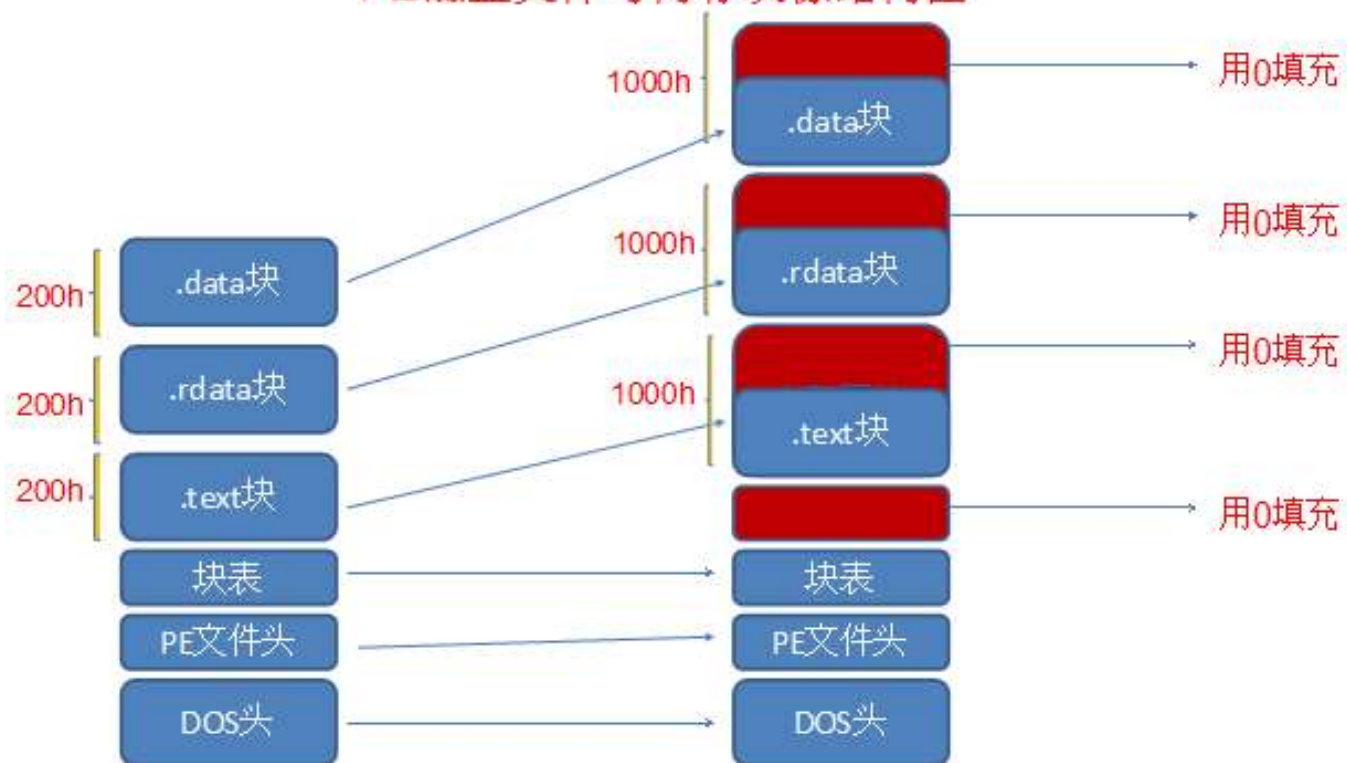 1000h
用0填充
.data块
1000h
用0填充
.data块
200h
.rdata块
1000h
用0填充
.rdata块
200h
.text块
用0填充
.text块
200h
块表
块表
PE文件头
PE文件头
DOS头
DOS头